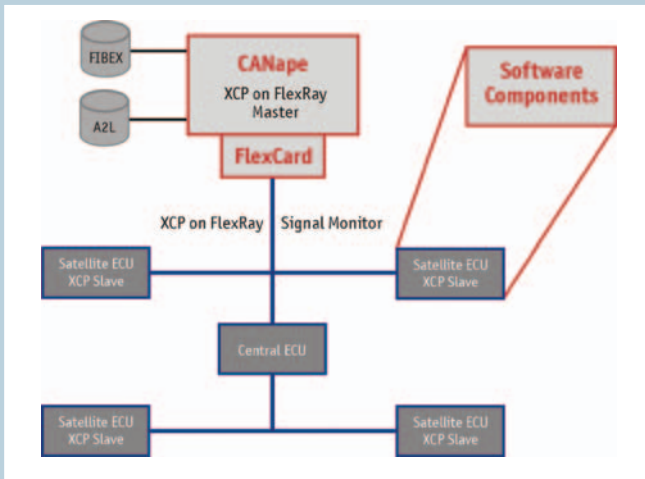 FIBEX
A2L
CANape
XCP on FlexRay
Master
FlexCard
Software
Components
XCP on FlexRay
Signal Monitor
Satellite ECU
XCP Slave
Satellite ECU
XCP Slave
Central ECU
Satellite ECU
XCP Slave
Satellite ECU
XCP Slave